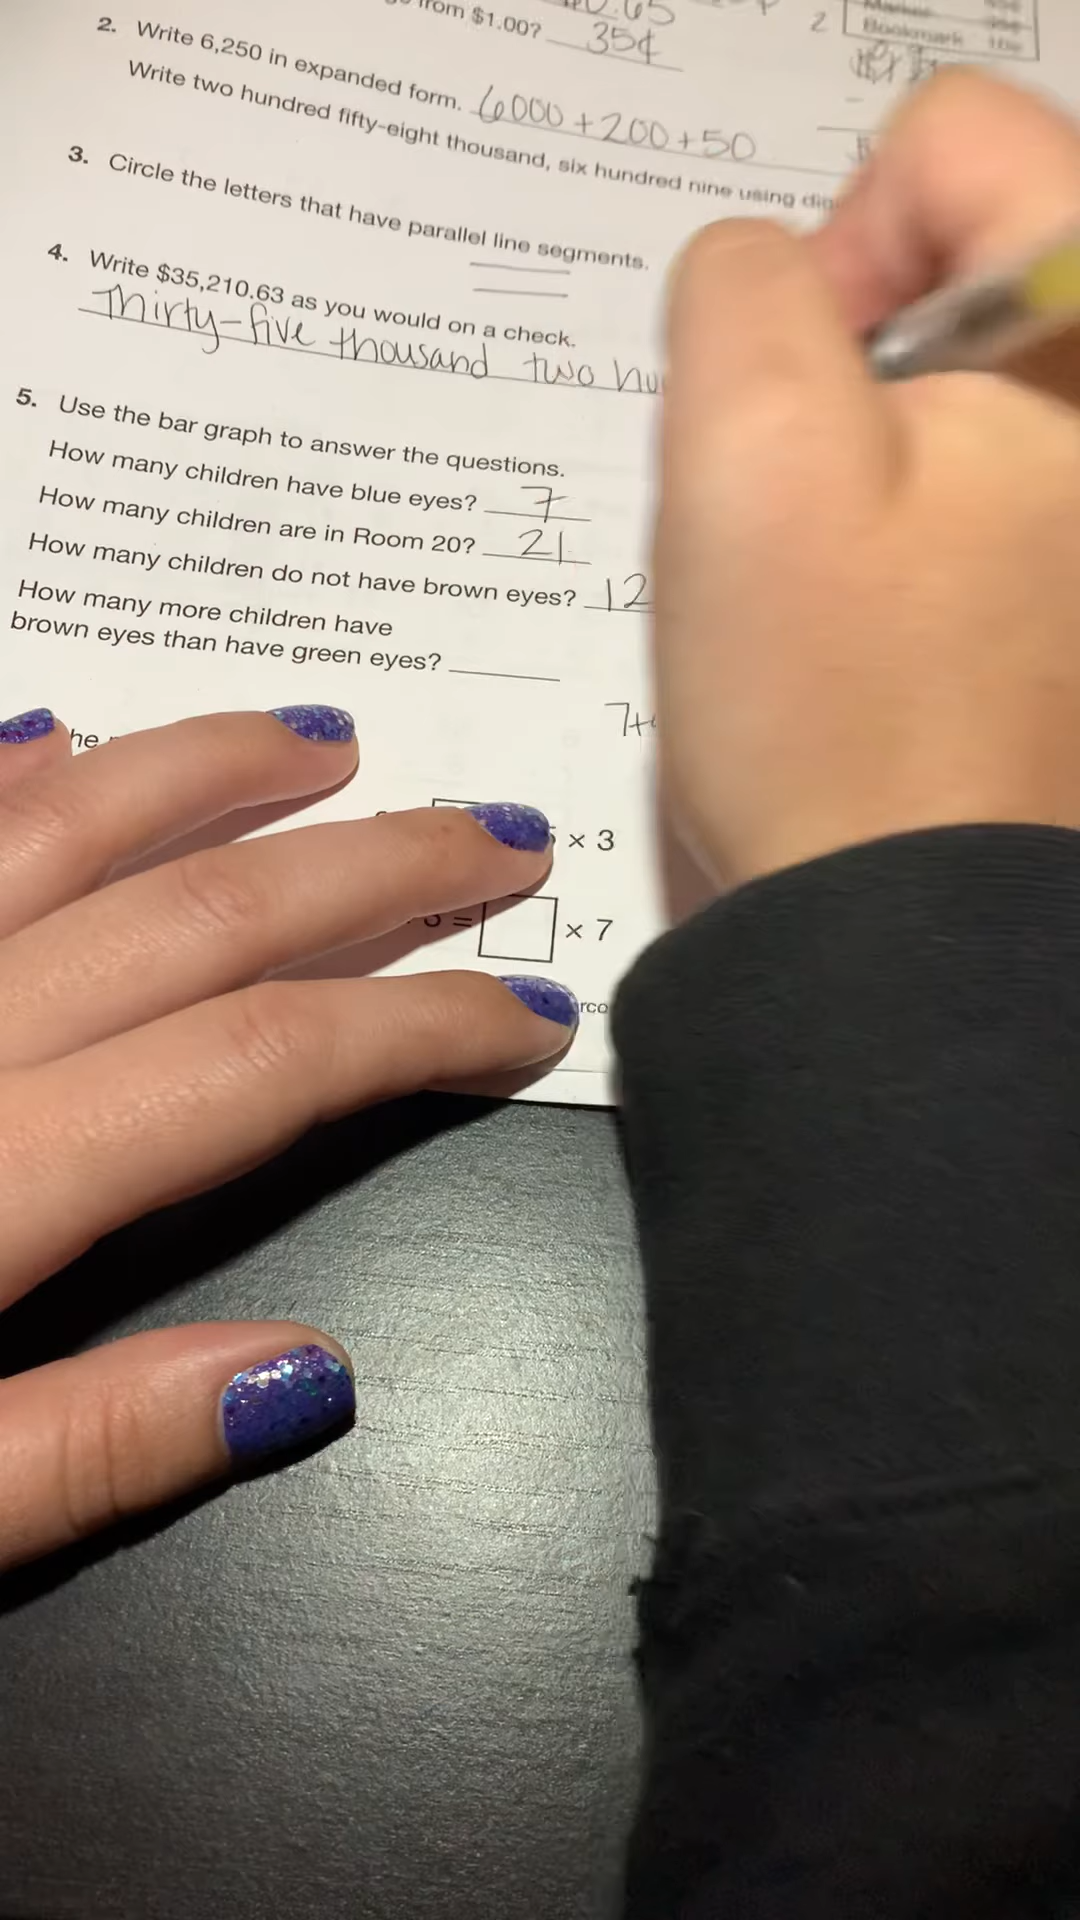 from $1.00? 35¢
2
Bookmark
2. Write 6,250 in expanded form. 6000+200+50
Write two hundred fifty-eight thousand, six hundred nine using
3. Circle the letters that have parallel line segments.
4. Write $35,210.63 as you would on a check.
Thirty-five thousand two
5. Use the bar graph to answer the questions.
How many children have blue eyes? 7
How many children are in Room 20? 21
How many children do not have brown eyes? 12
How many more children have
brown eyes than have green eyes?
7+
× 3
= × 7